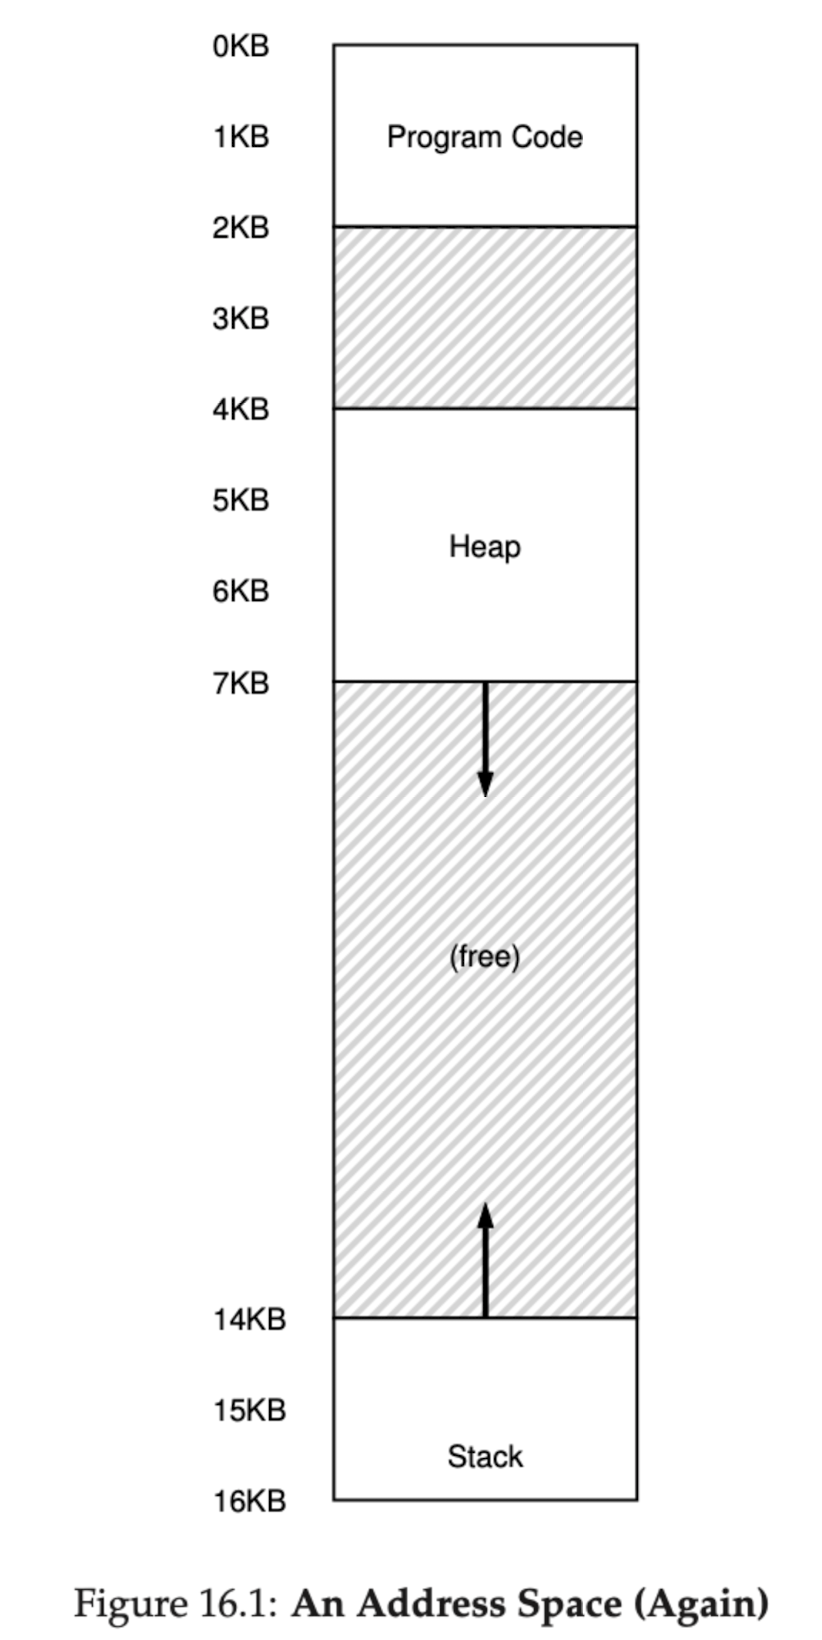 0KB
1KB
Program Code
2KB
3KB
4KB
5KB
Heap
6KB
7KB
(free)
14KB
15KB
Stack
16KB
Figure 16.1: An Address Space (Again)